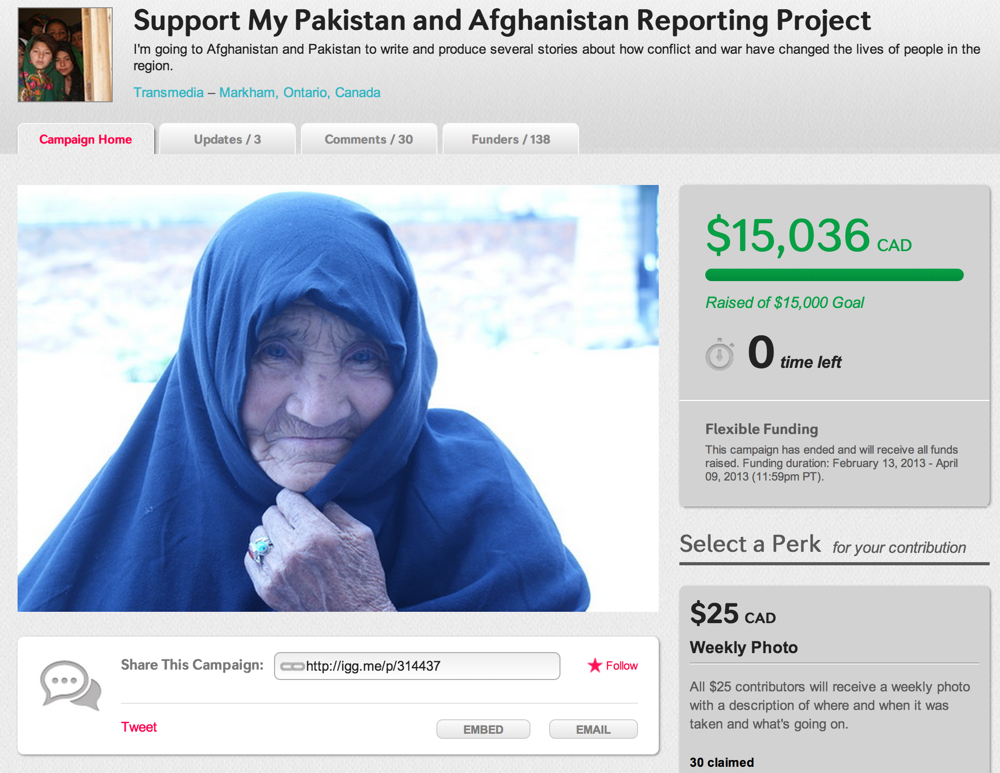 Support My Pakistan and Afghanistan Reporting Project
I'm going to Afghanistan and Pakistan to write and produce several stories about how conflict and war have changed the lives of people in the
region.
Transmedia – Markham, Ontario, Canada
Campaign Home
Updates / 3
Comments / 30
Funders / 138
$15,036 CAD
Raised of $15,000 Goal
0 time left
Flexible Funding
This campaign has ended and will receive all funds
raised. Funding duration: February 13, 2013 - April
09, 2013 (11:59pm PT).
Select a Perk for your contribution
$25 CAD
Weekly Photo
All $25 contributors will receive a weekly photo
with a description of where and when it was
taken and what's going on.
30 claimed
Share This Campaign:
http://igg.me/p/314437
Follow
Tweet
EMBED
EMAIL